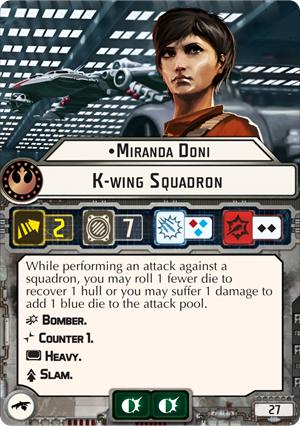 •Miranda Doni
K-wing Squadron
2
7
While performing an attack against a
squadron, you may roll 1 fewer die to
recover 1 hull or you may suffer 1 damage to
add 1 blue die to the attack pool.
Bomber.
Counter 1.
Heavy.
Slam.
27